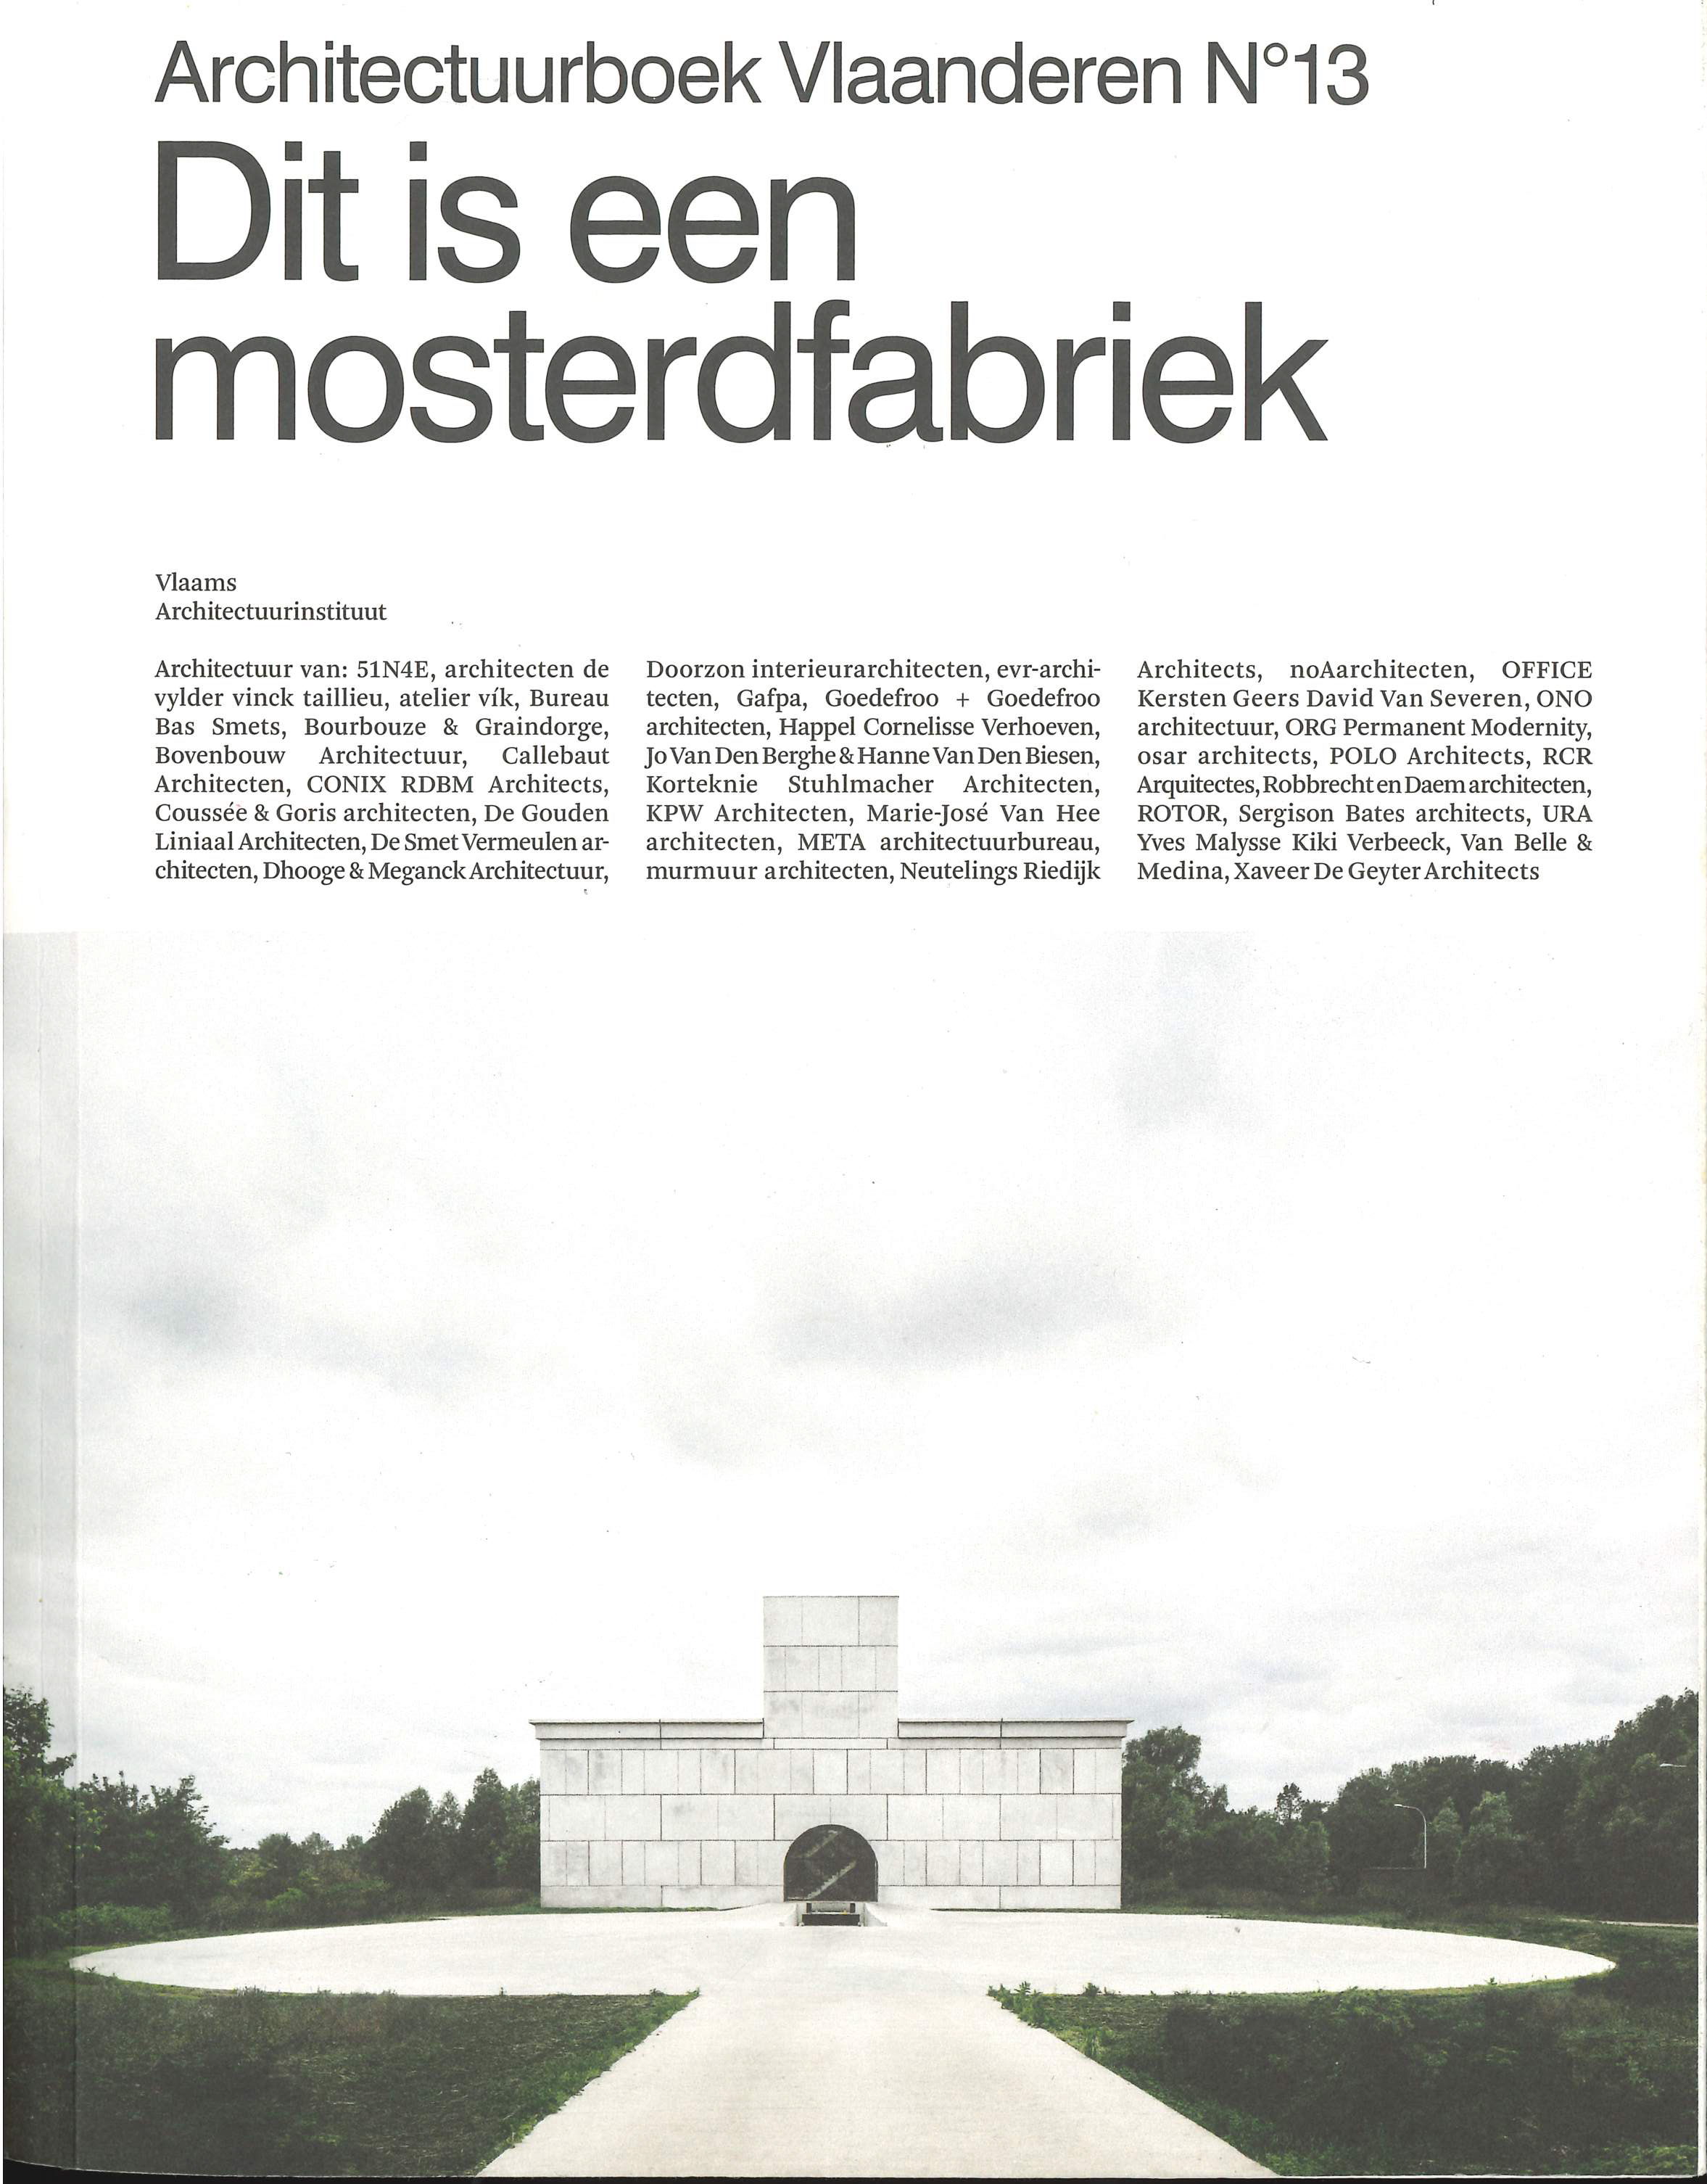 Architectuurboek Vlaanderen N°13
Dit is een
mosterdfabriek
Vlaams
Architectuurinstituut
Architectuur van: 51N4E, architecten de
vylder vinck taillieu, atelier vík, Bureau
Bas Smets, Bourbouze & Graindorge,
Bovenbouw Architectuur, Callebaut
Architecten, CONIX RDBM Architects,
Coussée & Goris architecten, De Gouden
Liniaal Architecten, De Smet Vermeulen ar-
chitecten, Dhooge & Meganck Architectuur,
Doorzon interieurarchitecten, evr-archi-
tecten, Gafpa, Goedefroo + Goedefroo
architecten, Happel Cornelisse Verhoeven,
Jo Van Den Berghe & Hanne Van Den Biesen,
Korteknie Stuhlmacher Architecten,
KPW Architecten, Marie-José Van Hee
architecten, META architectuurbureau,
murmuur architecten, Neutelings Riedijk
Architects, noAarchitecten, OFFICE
Kersten Geers David Van Severen, ONO
architectuur, ORG Permanent Modernity,
osar architects, POLO Architects, RCR
Arquitectes, Robbrecht en Daem architecten,
ROTOR, Sergison Bates architects, URA
Yves Malysse Kiki Verbeeck, Van Belle &
Medina, Xaveer De Geyter Architects